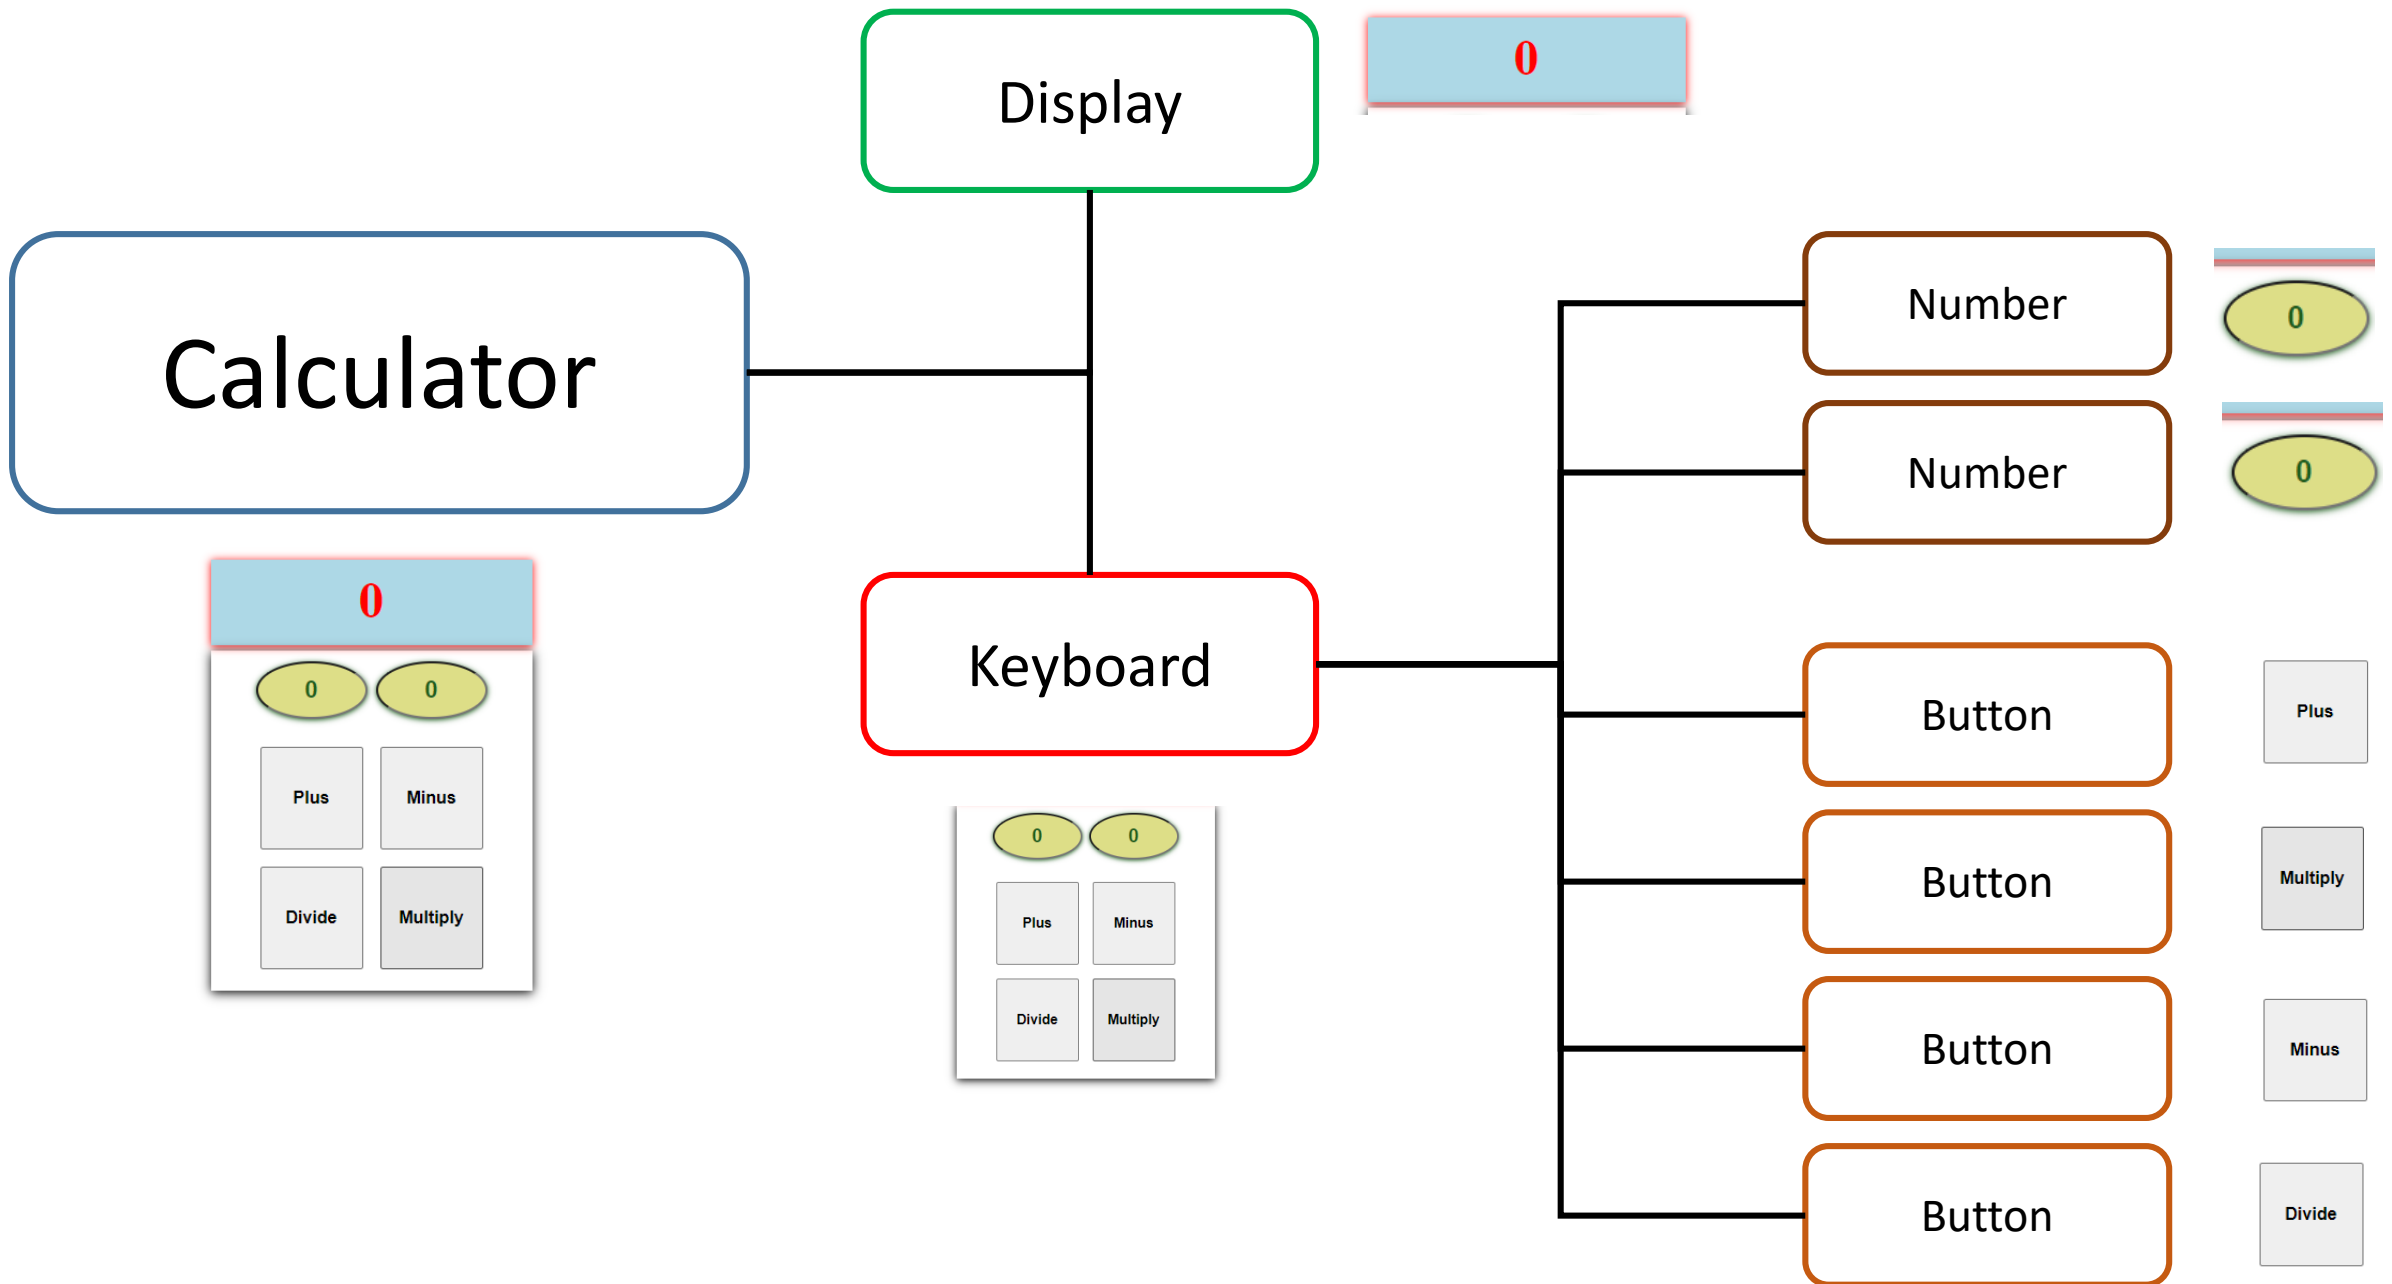 Display
0
Calculator
Number
0
Number
0
0
0 0
Plus Minus
Divide Multiply
Keyboard
0 0
Plus Minus
Divide Multiply
Button
Plus
Button
Multiply
Button
Minus
Button
Divide